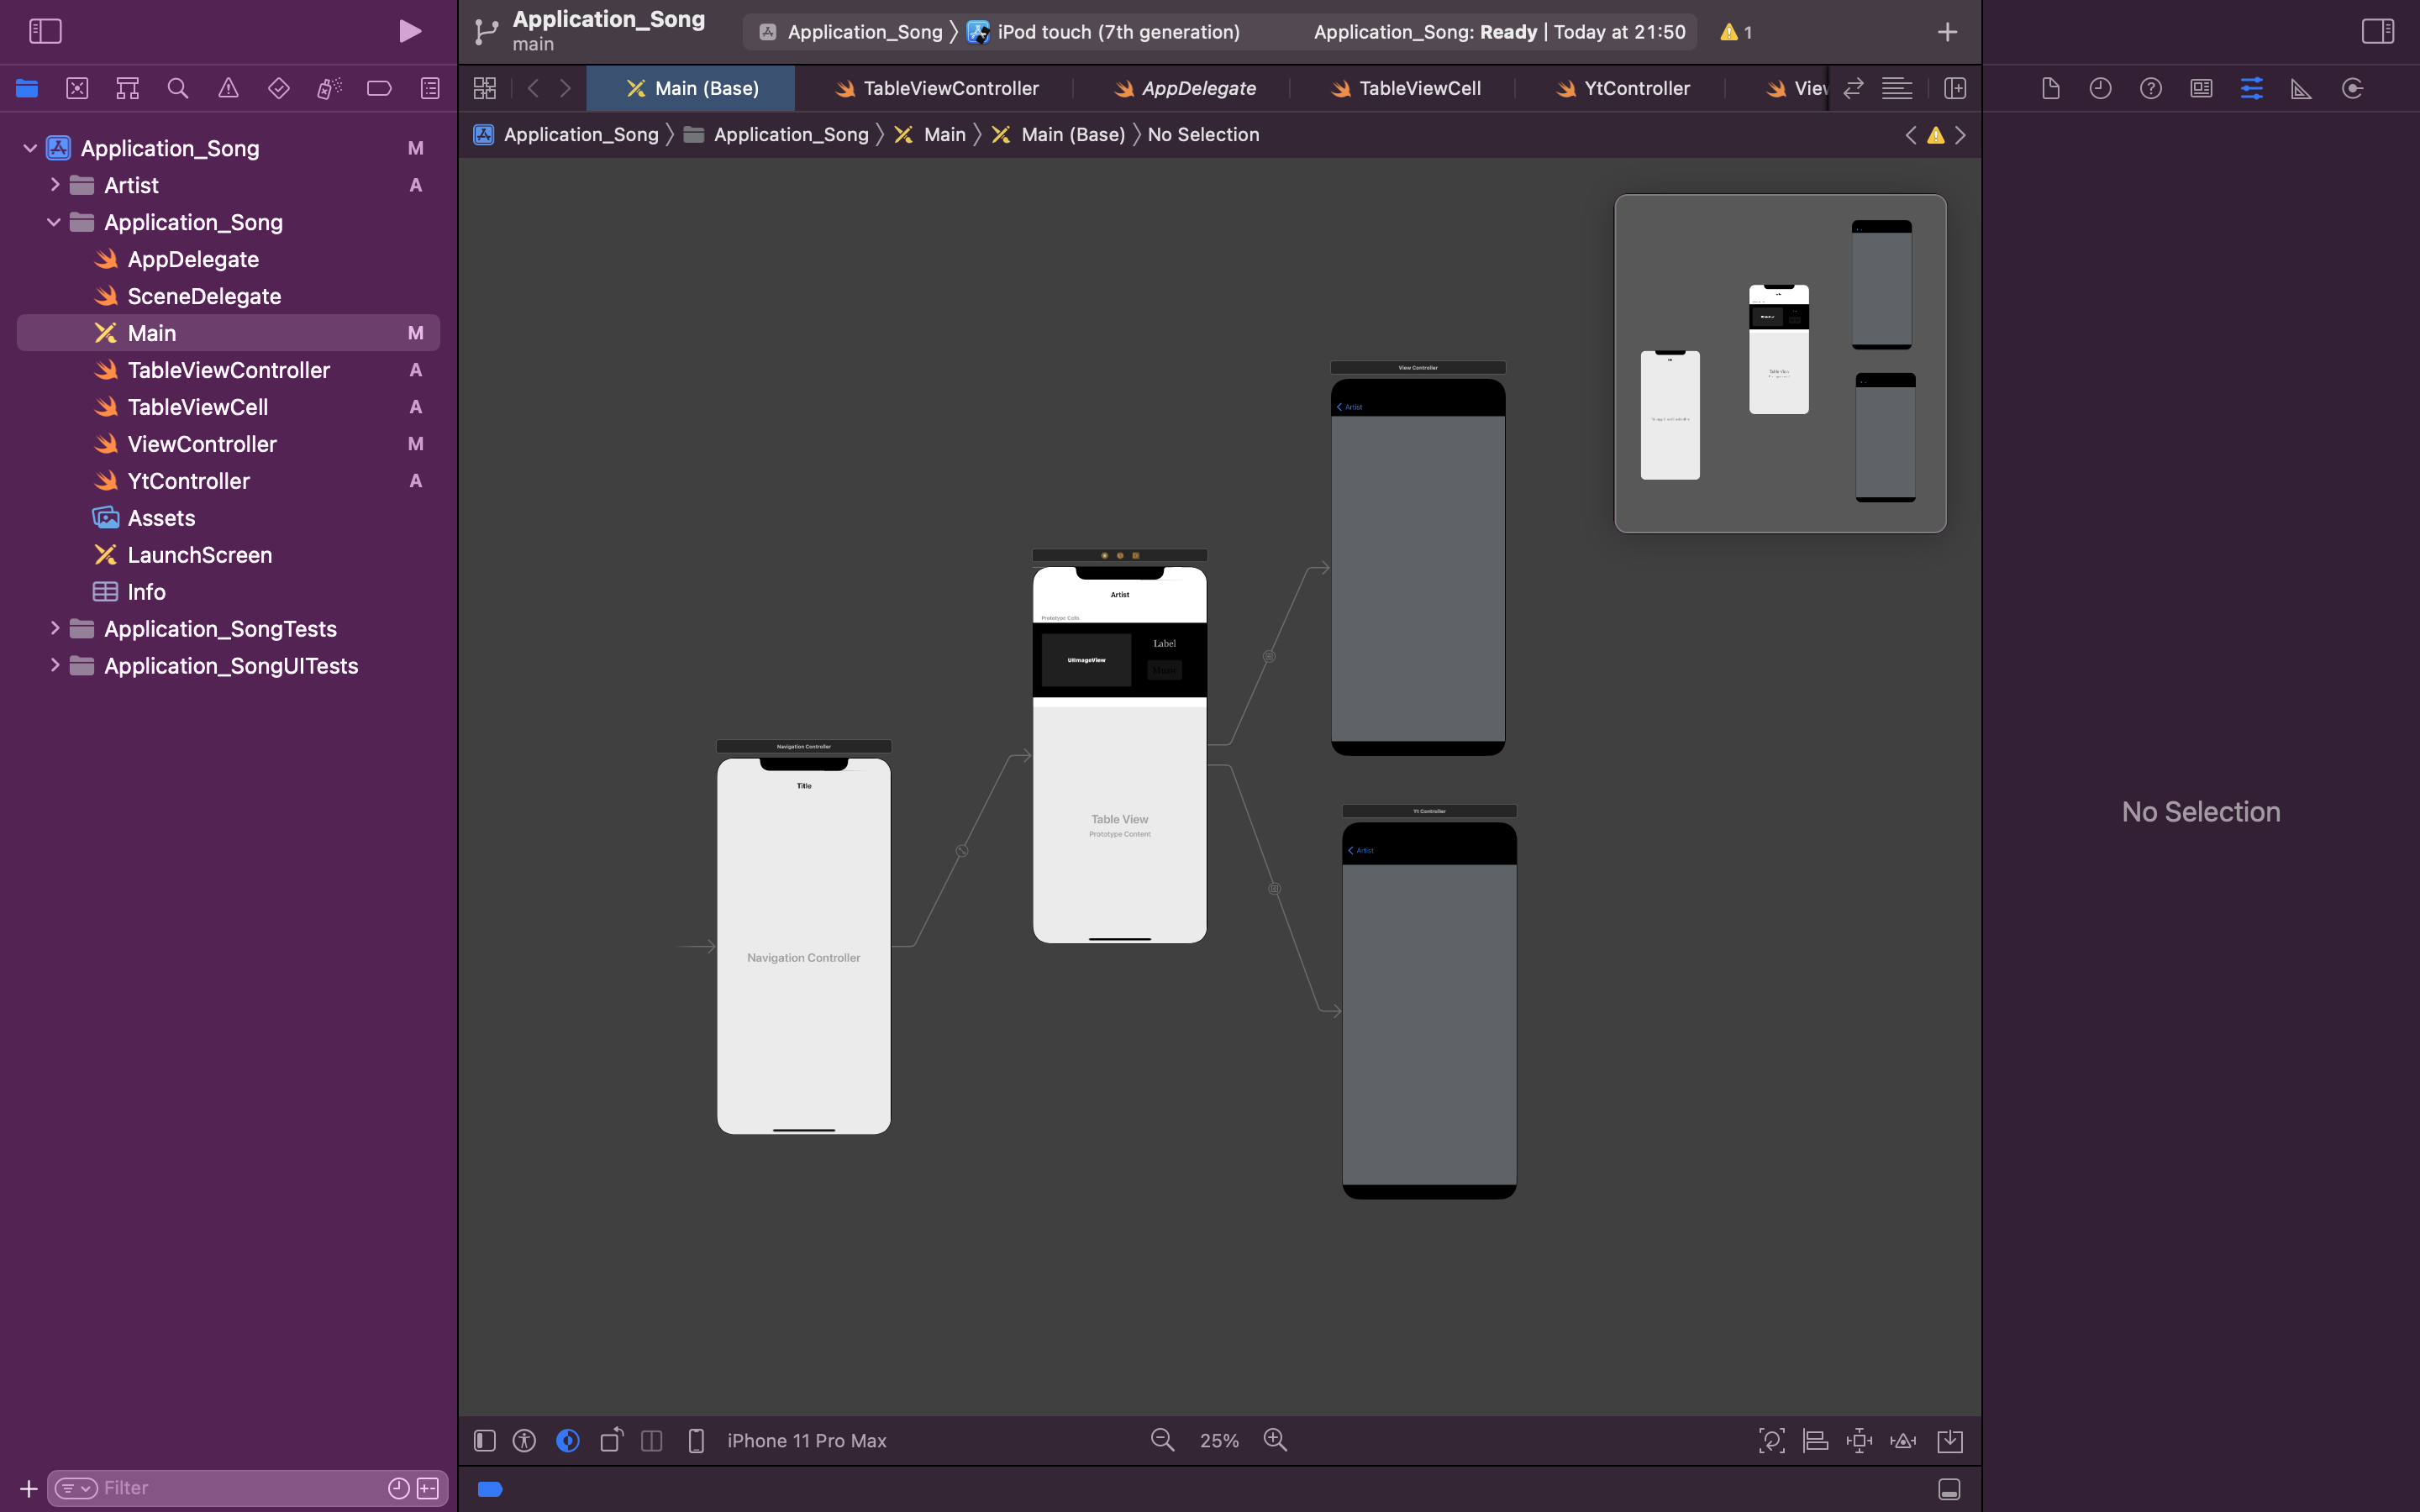 Application_Song
main
Application_Song
iPod touch (7th generation)
Application_Song: Ready | Today at 21:50
1
Main (Base)
TableViewController
AppDelegate
TableViewCell
YtController
View
Application_Song
Application_Song
Main
Main (Base)
No Selection
Application_Song M
Artist A
Application_Song
AppDelegate
SceneDelegate
Main M
TableViewController A
TableViewCell A
ViewController M
YtController A
Assets
LaunchScreen
Info
Application_SongTests
Application_SongUITests
Filter
View Controller
Artist
Artist
Prototype Cells
UIImageView
Label
Music
Table View
Prototype Content
Navigation Controller
Title
Navigation Controller
Yt Controller
Artist
No Selection
iPhone 11 Pro Max
25%